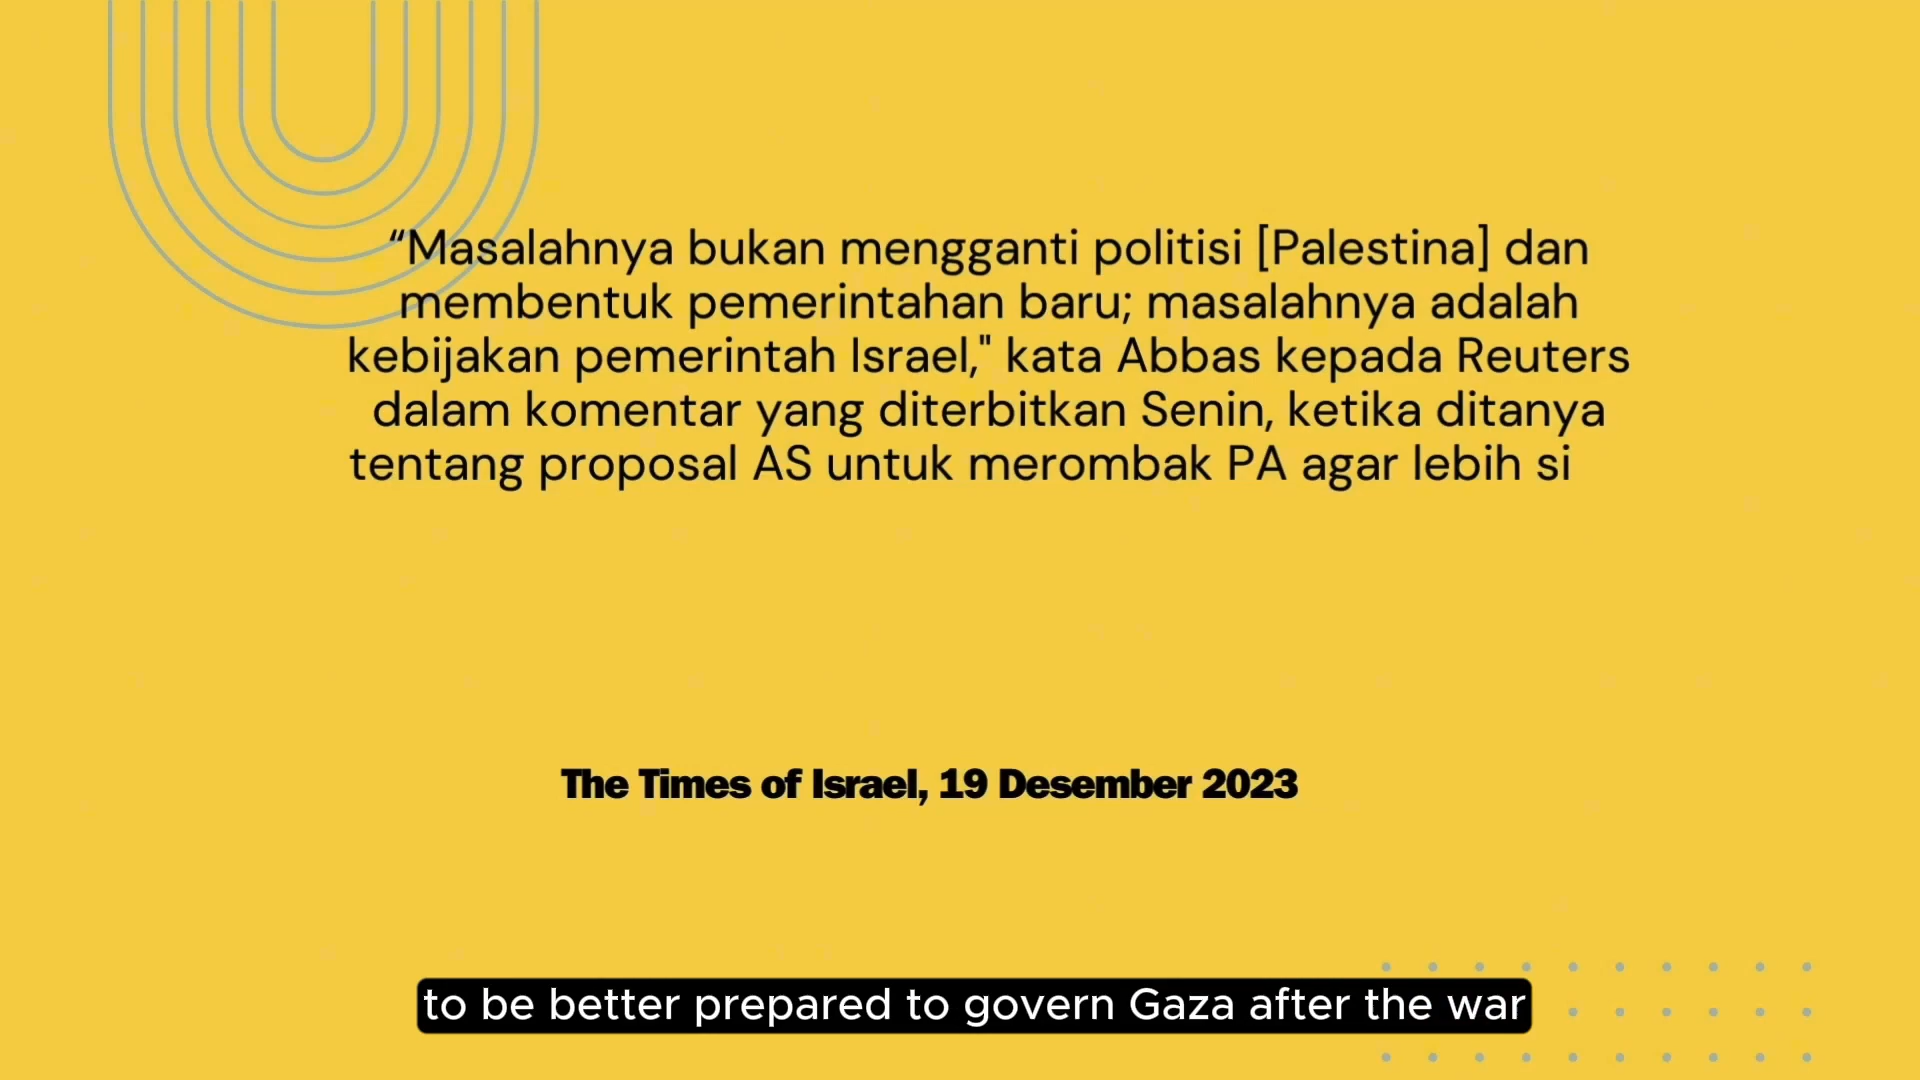 “Masalahnya bukan mengganti politisi [Palestina] dan
membentuk pemerintahan baru; masalahnya adalah
kebijakan pemerintah Israel," kata Abbas kepada Reuters
dalam komentar yang diterbitkan Senin, ketika ditanya
tentang proposal AS untuk merombak PA agar lebih si
The Times of Israel, 19 Desember 2023
to be better prepared to govern Gaza after the war